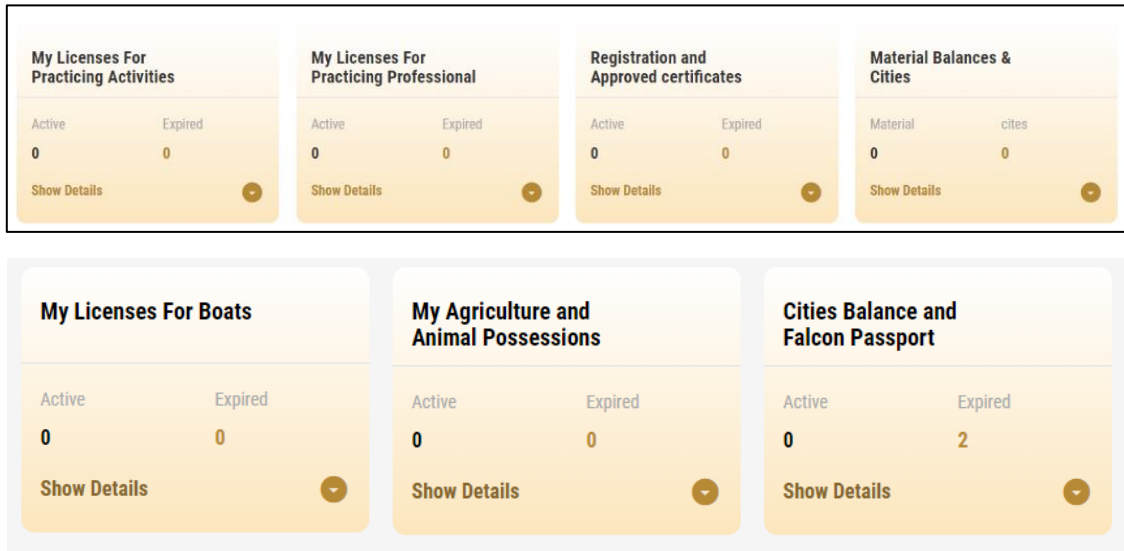 My Licenses For
Practicing Activities
Active Expired
0 0
Show Details
My Licenses For
Practicing Professional
Active Expired
0 0
Show Details
Registration and
Approved certificates
Active Expired
0 0
Show Details
Material Balances &
Cities
Material cites
0 0
Show Details
My Licenses For Boats
Active Expired
0 0
Show Details
My Agriculture and
Animal Possessions
Active Expired
0 0
Show Details
Cities Balance and
Falcon Passport
Active Expired
0 2
Show Details